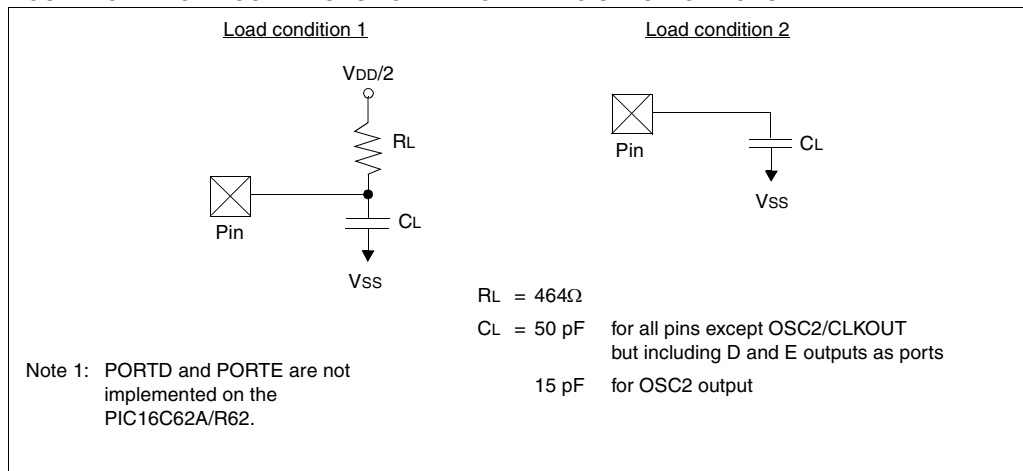 Load condition 1
VDD/2
RL
Pin
CL
VSS
Load condition 2
Pin
CL
VSS
RL = 464Ω
CL = 50 pF for all pins except OSC2/CLKOUT
but including D and E outputs as ports
15 pF for OSC2 output
Note 1: PORTD and PORTE are not
implemented on the
PIC16C62A/R62.